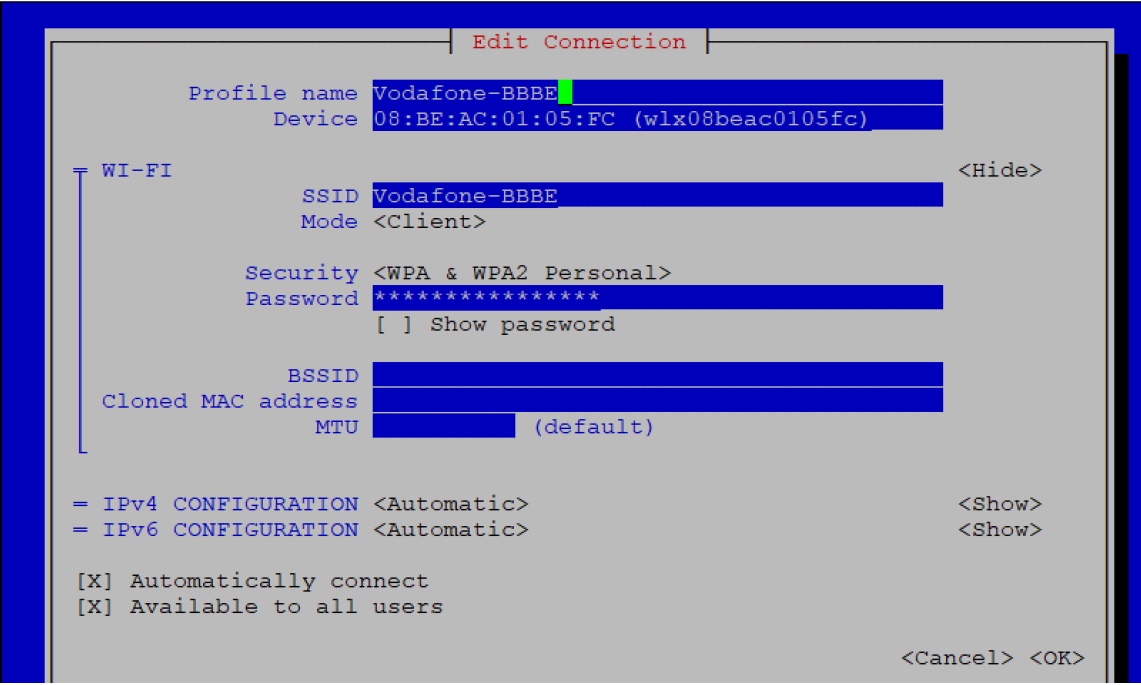 Edit Connection
Profile name Vodafone-BBBE
Device 08:BE:AC:01:05:FC (wlx08beac0105fc)
= WI-FI <Hide>
SSID Vodafone-BBBE
Mode <Client>
Security <WPA & WPA2 Personal>
Password ****************
[ ] Show password
BSSID
Cloned MAC address
MTU (default)
= IPv4 CONFIGURATION <Automatic> <Show>
= IPv6 CONFIGURATION <Automatic> <Show>
[X] Automatically connect
[X] Available to all users
<Cancel> <OK>